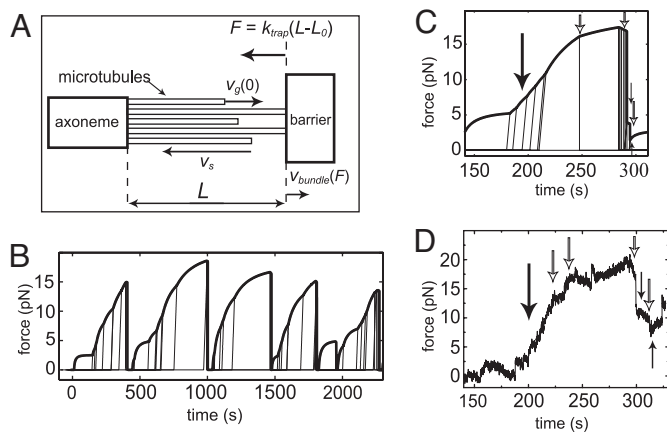 A
F = k_trap(L-L_0)
microtubules
v_g(0)
axoneme
barrier
v_s
v_bundle(F)
L
B
force (pN)
15
10
5
0
0 500 1000 1500 2000
time (s)
C
force (pN)
15
10
5
0
150 200 250 300
time (s)
D
force (pN)
20
15
10
5
0
150 200 250 300
time (s)